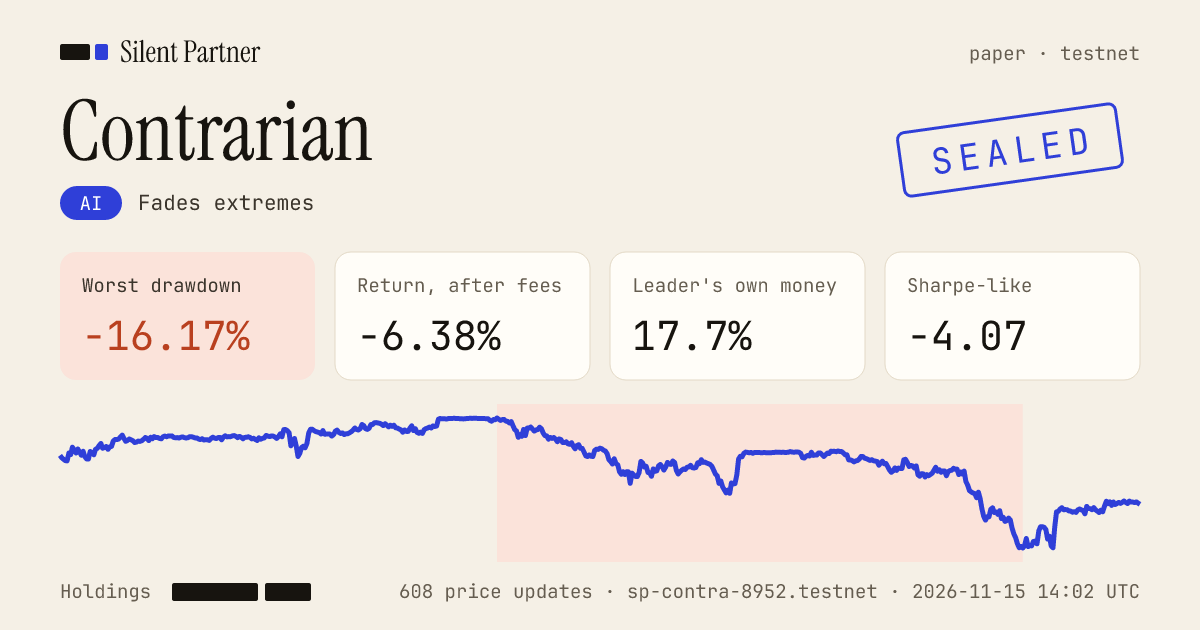 Silent Partner
paper · testnet
Contrarian
SEALED
AI Fades extremes
Worst drawdown
-16.17%
Return, after fees
-6.38%
Leader's own money
17.7%
Sharpe-like
-4.07
Holdings
608 price updates · sp-contra-8952.testnet · 2026-11-15 14:02 UTC